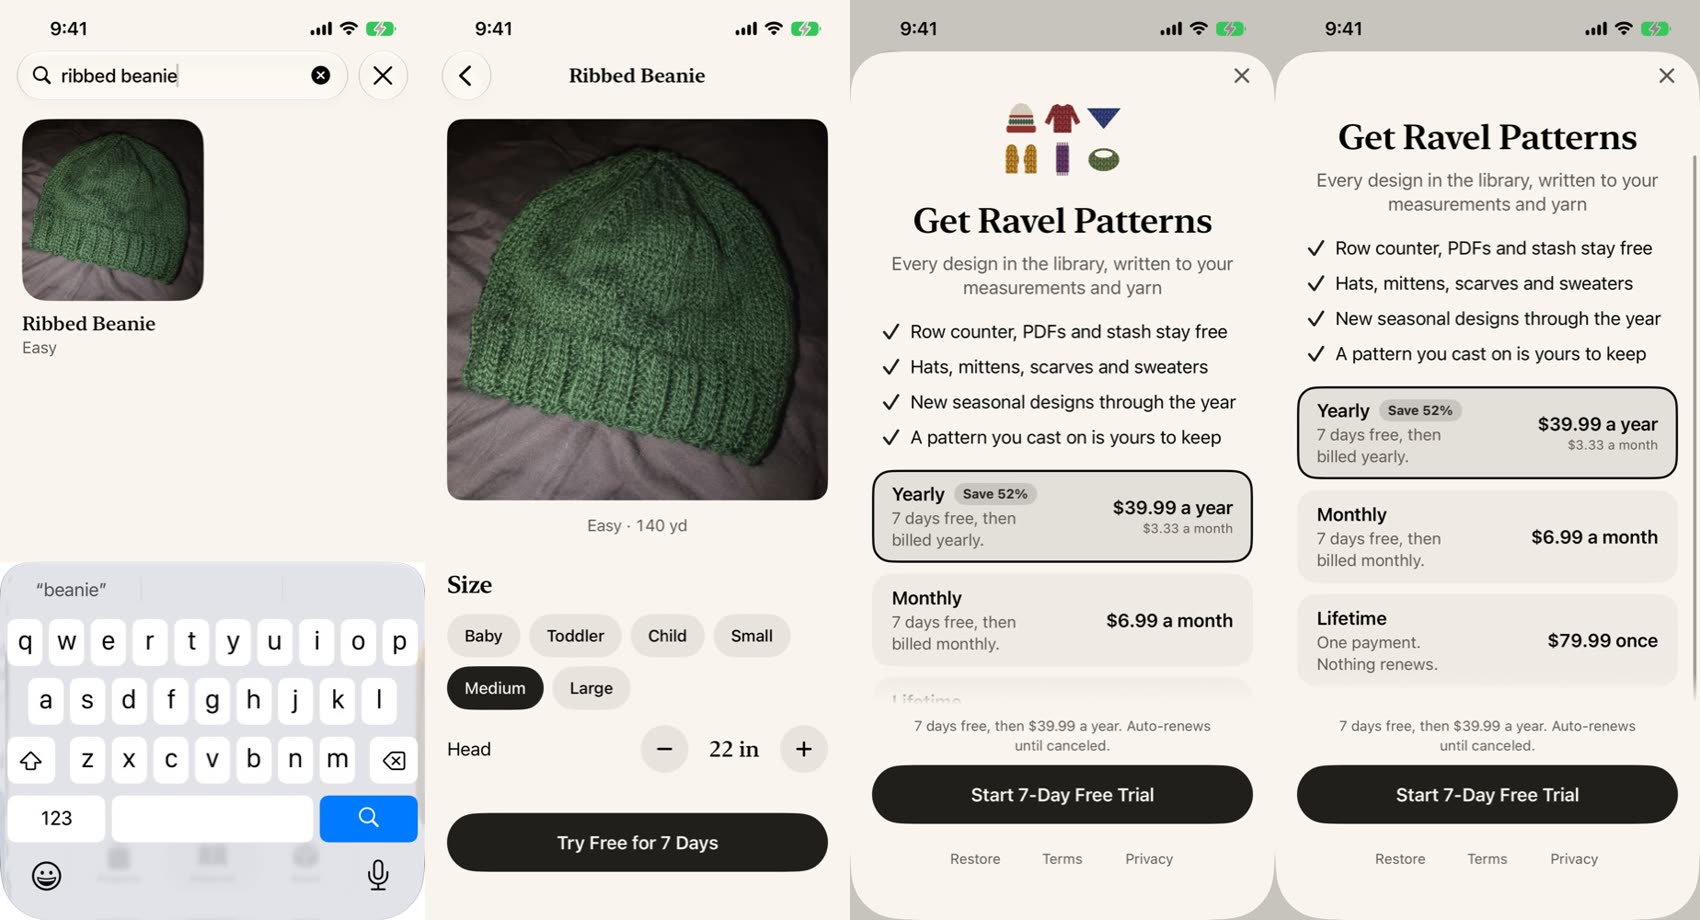 9:41
ribbed beanie
Ribbed Beanie
Easy
“beanie”
q w e r t y u i o p
a s d f g h j k l
z x c v b n m
123
9:41
Ribbed Beanie
Easy · 140 yd
Size
Baby Toddler Child Small
Medium Large
Head 22 in
Try Free for 7 Days
9:41
Get Ravel Patterns
Every design in the library, written to your
measurements and yarn
Row counter, PDFs and stash stay free
Hats, mittens, scarves and sweaters
New seasonal designs through the year
A pattern you cast on is yours to keep
Yearly Save 52%
7 days free, then
billed yearly.
$39.99 a year
$3.33 a month
Monthly
7 days free, then
billed monthly.
$6.99 a month
Lifetime
7 days free, then $39.99 a year. Auto-renews
until canceled.
Start 7-Day Free Trial
Restore Terms Privacy
9:41
Get Ravel Patterns
Every design in the library, written to your
measurements and yarn
Row counter, PDFs and stash stay free
Hats, mittens, scarves and sweaters
New seasonal designs through the year
A pattern you cast on is yours to keep
Yearly Save 52%
7 days free, then
billed yearly.
$39.99 a year
$3.33 a month
Monthly
7 days free, then
billed monthly.
$6.99 a month
Lifetime
One payment.
Nothing renews.
$79.99 once
7 days free, then $39.99 a year. Auto-renews
until canceled.
Start 7-Day Free Trial
Restore Terms Privacy